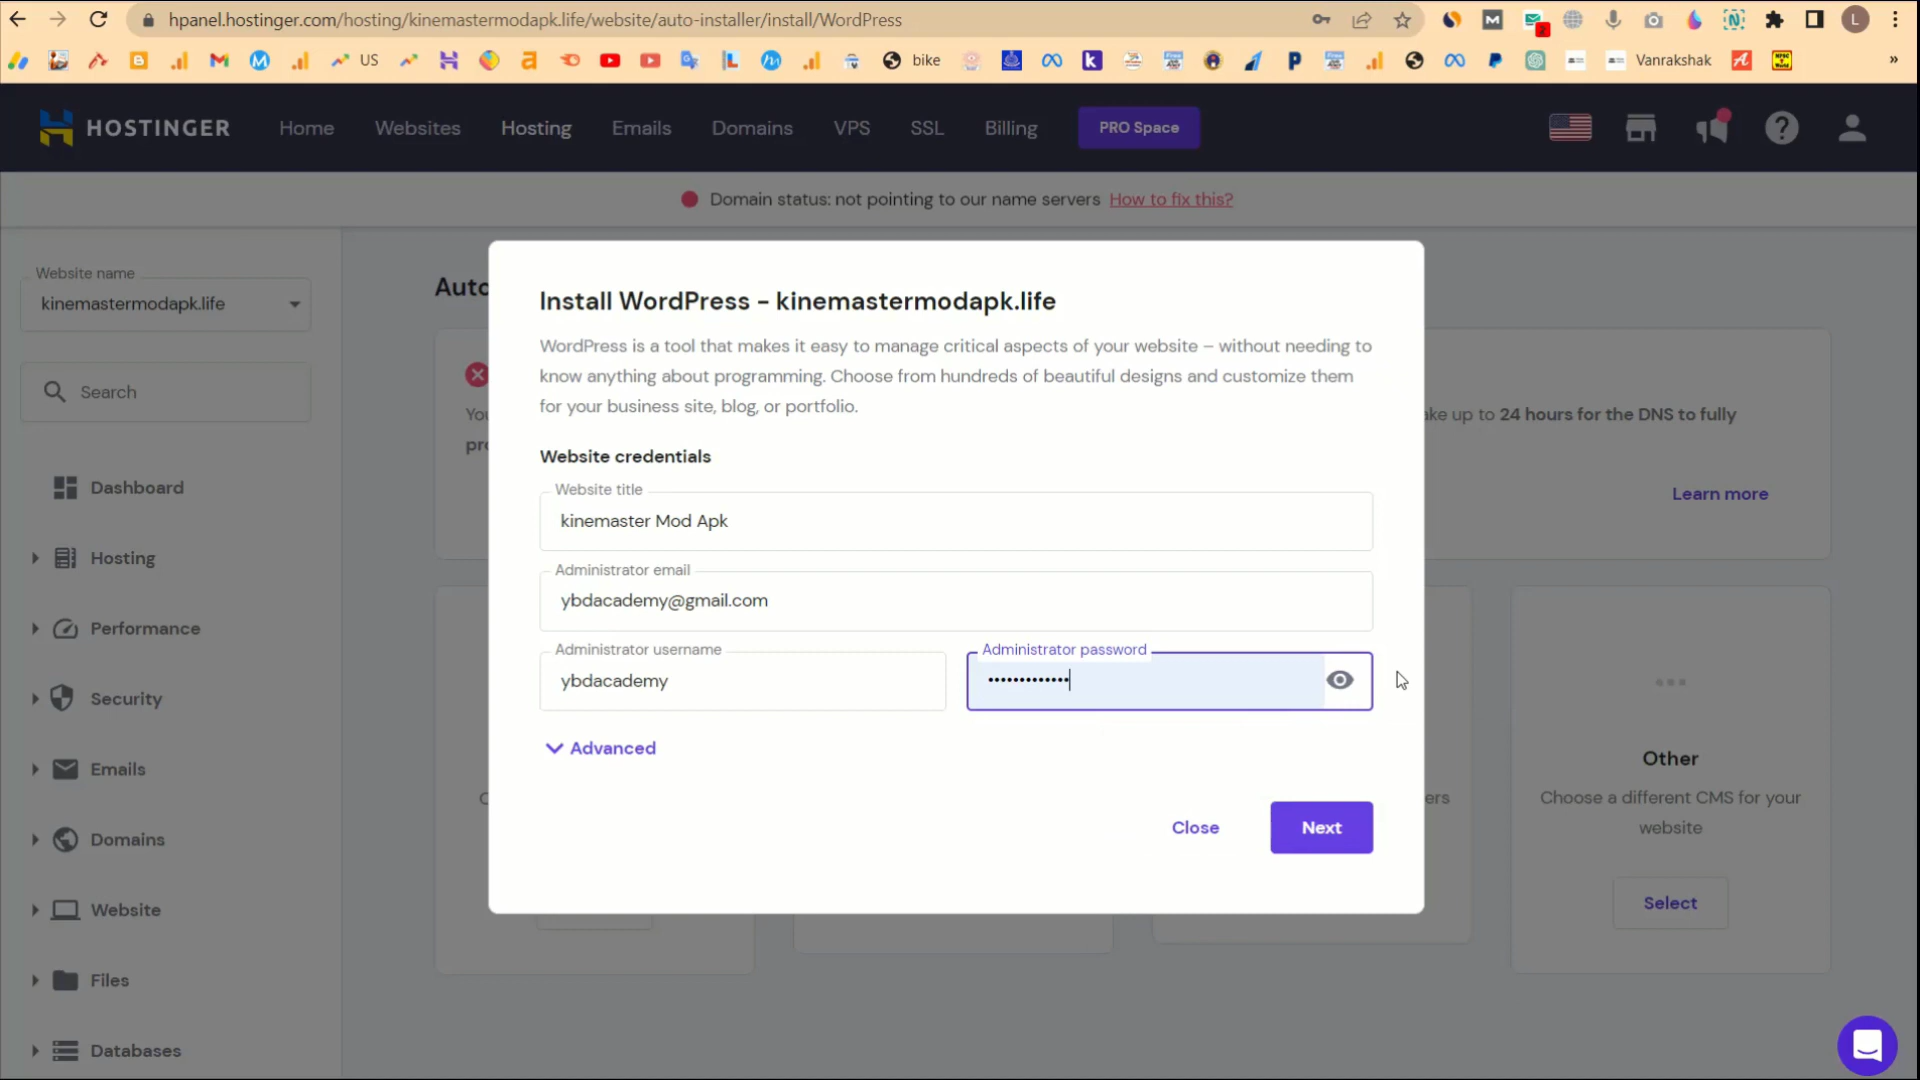 hpanel.hostinger.com/hosting/kinemastermodapk.life/website/auto-installer/install/WordPress
US
bike
Vanrakshak
HOSTINGER
Home
Websites
Hosting
Emails
Domains
VPS
SSL
Billing
PRO Space
Domain status: not pointing to our name servers How to fix this?
Website name
kinemastermodapk.life
Search
Dashboard
Hosting
Performance
Security
Emails
Domains
Website
Files
Databases
Auto
Install WordPress - kinemastermodapk.life
WordPress is a tool that makes it easy to manage critical aspects of your website – without needing to
know anything about programming. Choose from hundreds of beautiful designs and customize them
for your business site, blog, or portfolio.
Website credentials
Website title
kinemaster Mod Apk
Administrator email
ybdacademy@gmail.com
Administrator username
ybdacademy
Administrator password
•••••••••••••
Advanced
Close
Next
24 hours for the DNS to fully
Learn more
Other
Choose a different CMS for your
website
Select